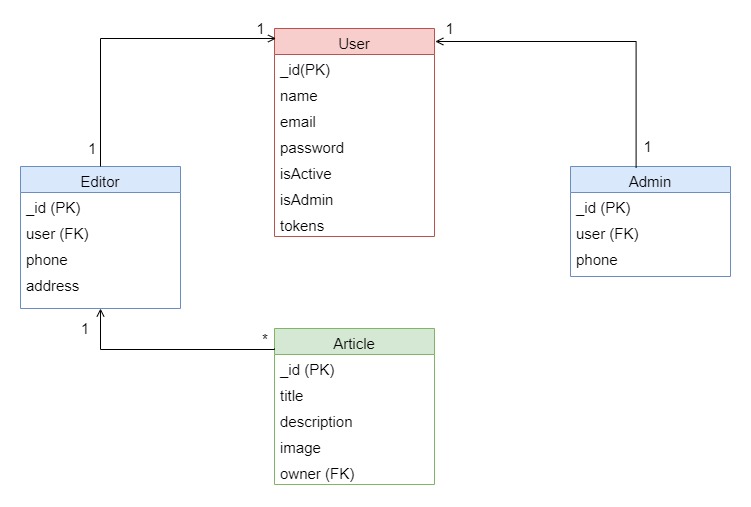 1
1
User
_id(PK)
name
email
password
isActive
isAdmin
tokens
1
1
Editor
_id (PK)
user (FK)
phone
address
Admin
_id (PK)
user (FK)
phone
1
*
Article
_id (PK)
title
description
image
owner (FK)